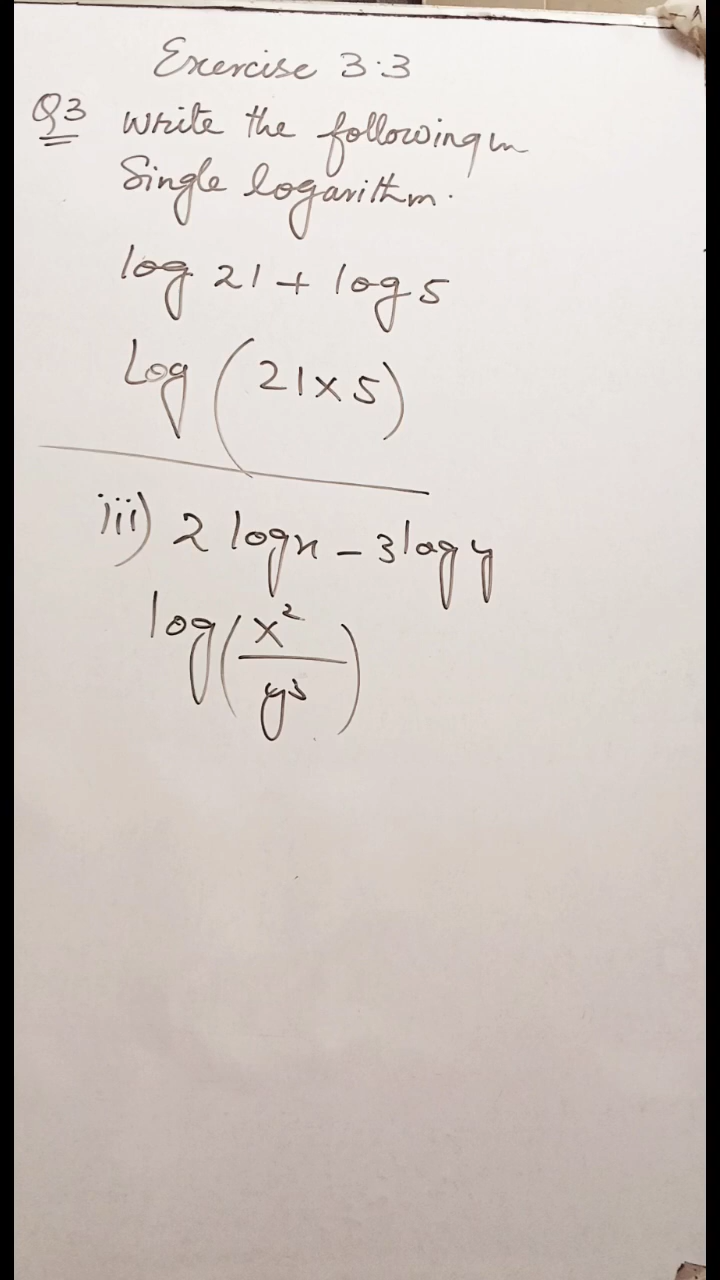 Exercise 3.3
Q3 Write the following in
Single logarithm.
log 21 + log 5
Log (21 x 5)
iii) 2 log x - 3 log y
log (x²/y³)